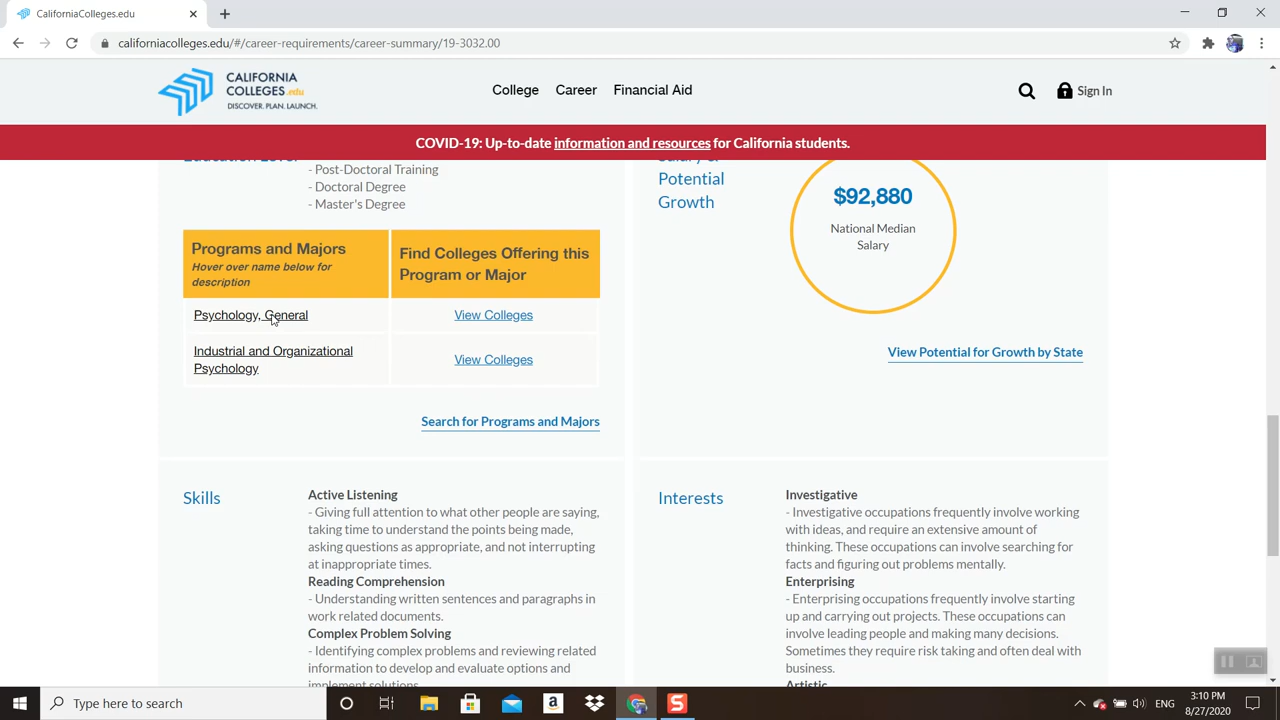 CaliforniaColleges.edu
californiacolleges.edu/#/career-requirements/career-summary/19-3032.00
CALIFORNIA
COLLEGES.edu
DISCOVER. PLAN. LAUNCH.
College Career Financial Aid
Sign In
COVID-19: Up-to-date information and resources for California students.
- Post-Doctoral Training
- Doctoral Degree
- Master's Degree
Programs and Majors
Hover over name below for
description
Find Colleges Offering this
Program or Major
Psychology, General
View Colleges
Industrial and Organizational
Psychology
View Colleges
Search for Programs and Majors
Potential
Growth
$92,880
National Median
Salary
View Potential for Growth by State
Skills
Active Listening
- Giving full attention to what other people are saying,
taking time to understand the points being made,
asking questions as appropriate, and not interrupting
at inappropriate times.
Reading Comprehension
- Understanding written sentences and paragraphs in
work related documents.
Complex Problem Solving
- Identifying complex problems and reviewing related
information to develop and evaluate options and
implement solutions.
Interests
Investigative
- Investigative occupations frequently involve working
with ideas, and require an extensive amount of
thinking. These occupations can involve searching for
facts and figuring out problems mentally.
Enterprising
- Enterprising occupations frequently involve starting
up and carrying out projects. These occupations can
involve leading people and making many decisions.
Sometimes they require risk taking and often deal with
business.
Artistic
Type here to search
ENG
3:10 PM
8/27/2020